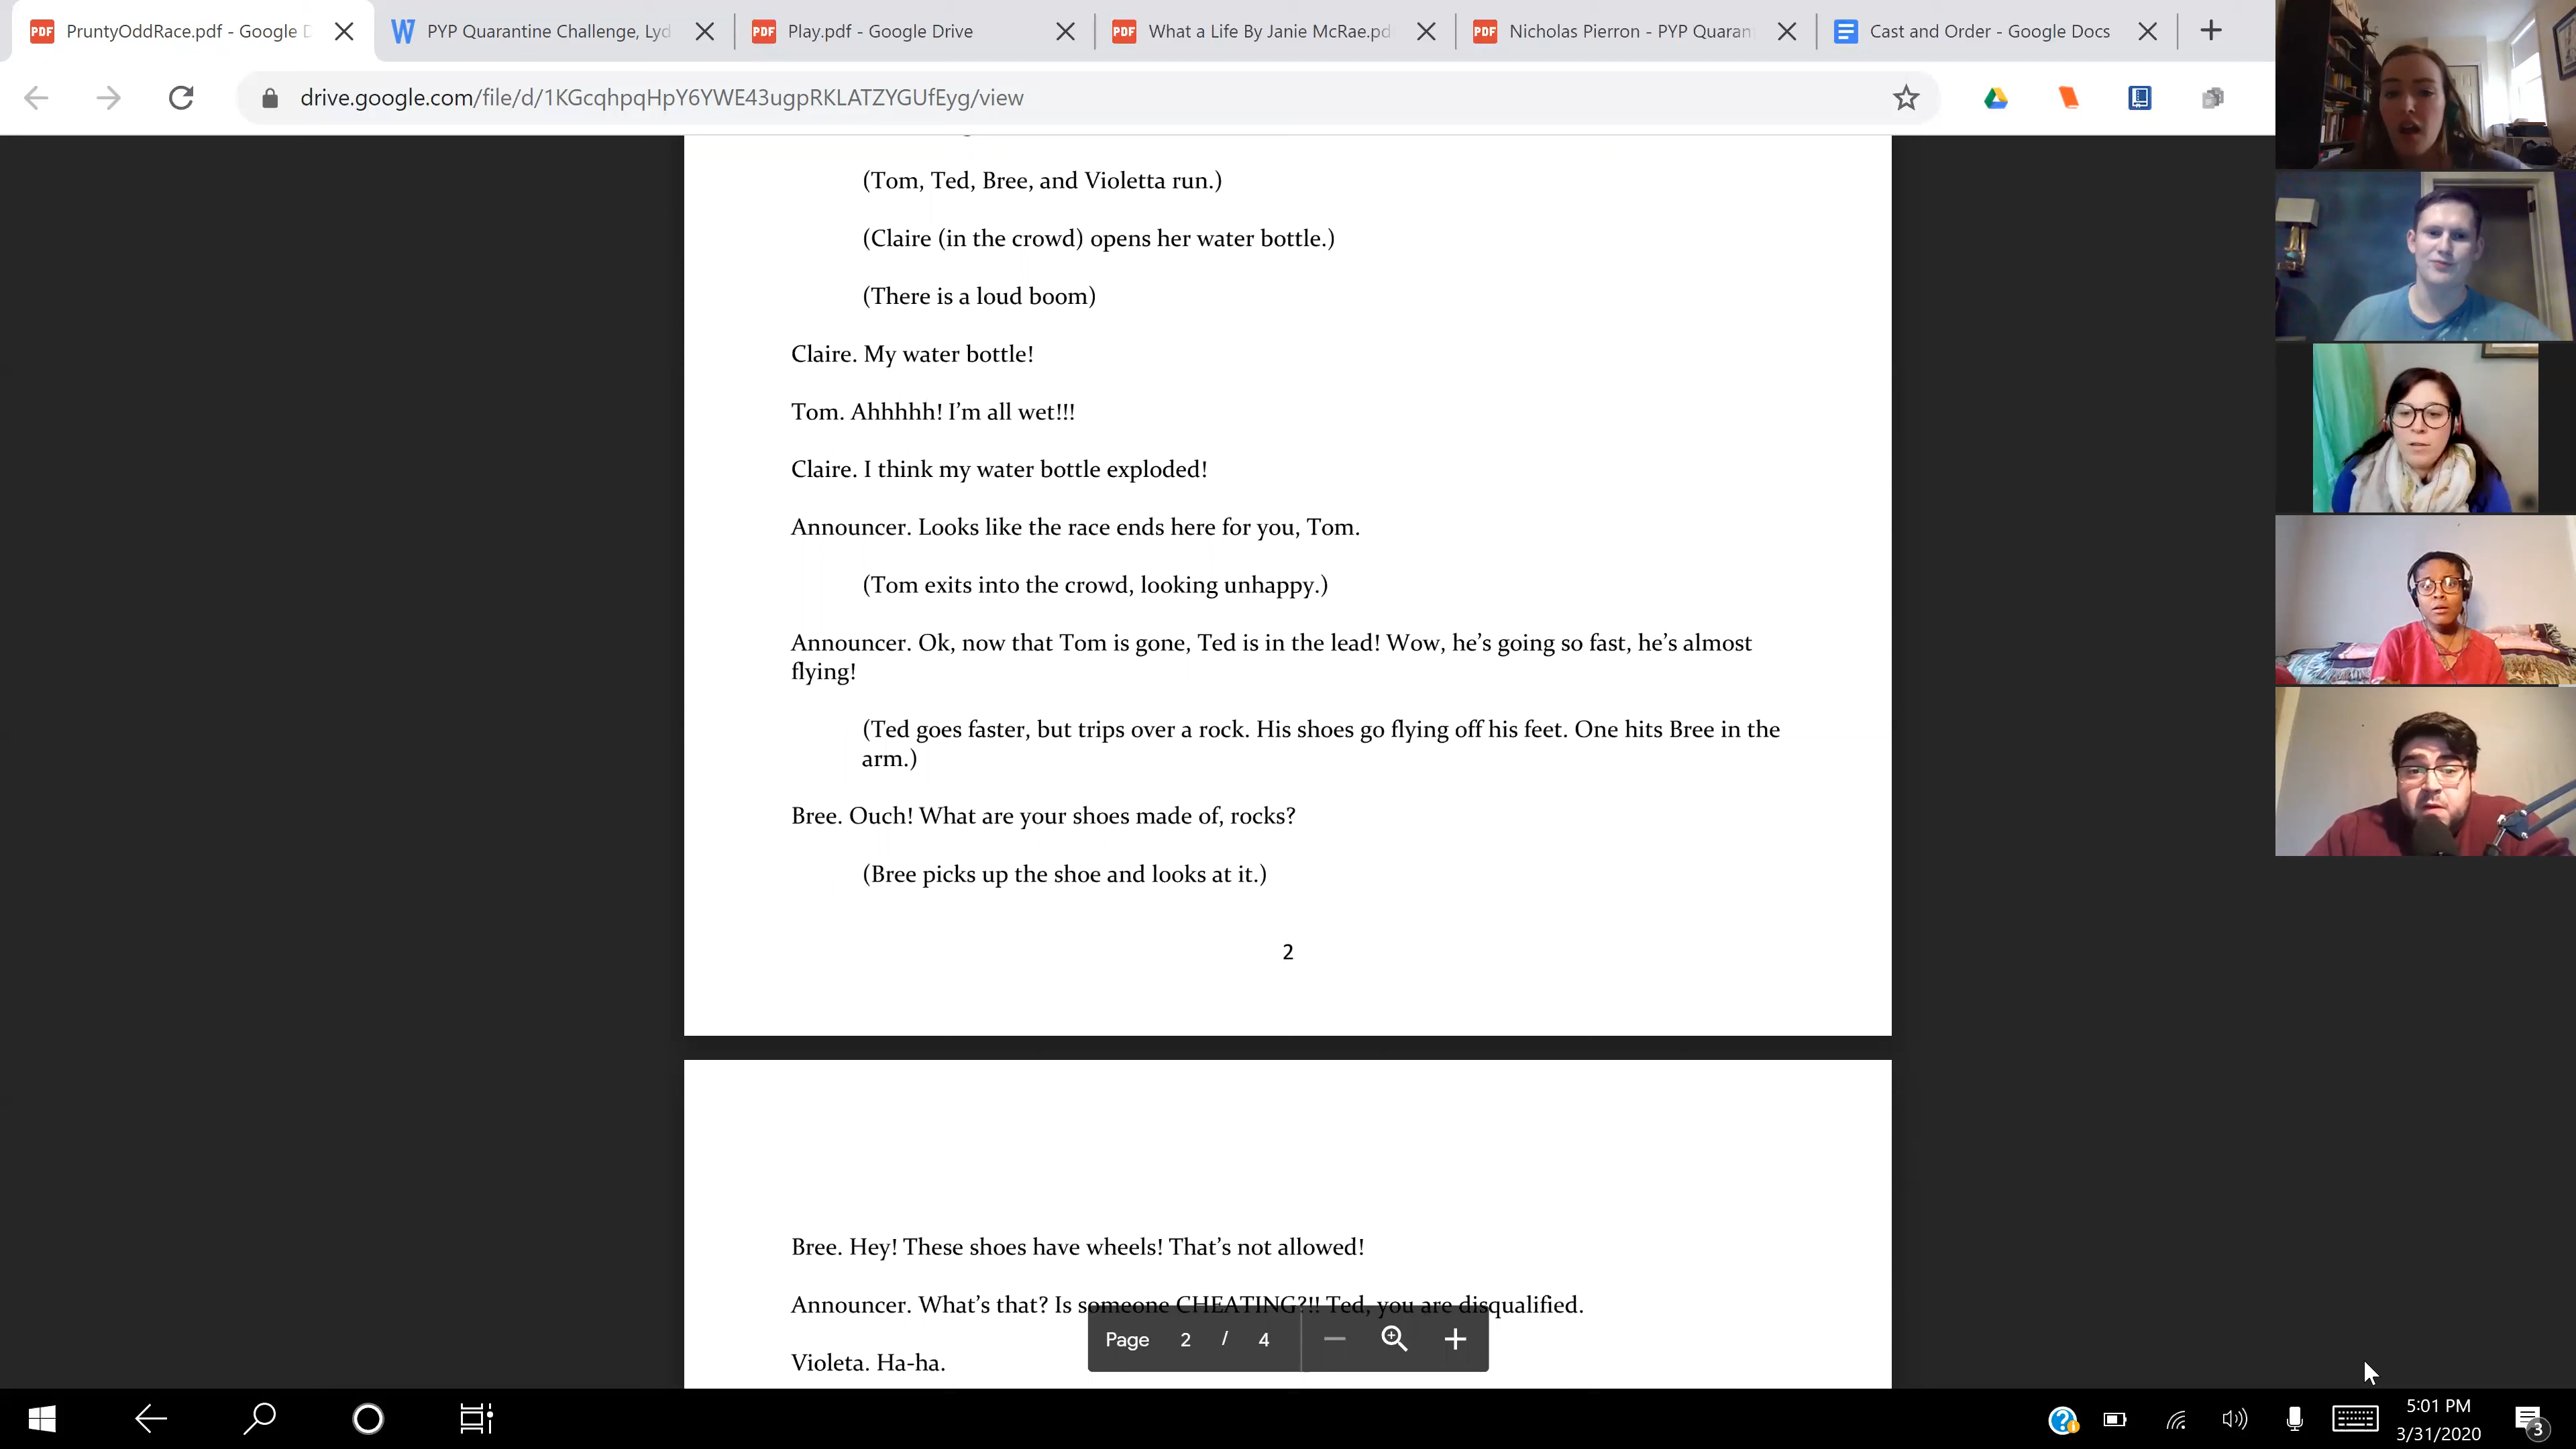 PruntyOddRace.pdf - Google D
PYP Quarantine Challenge, Lyd
Play.pdf - Google Drive
What a Life By Janie McRae.pd
Nicholas Pierron - PYP Quaran
Cast and Order - Google Docs
drive.google.com/file/d/1KGcqhpqHpY6YWE43ugpRKLATZYGUfEyg/view
(Tom, Ted, Bree, and Violetta run.)
(Claire (in the crowd) opens her water bottle.)
(There is a loud boom)
Claire. My water bottle!
Tom. Ahhhhh! I'm all wet!!!
Claire. I think my water bottle exploded!
Announcer. Looks like the race ends here for you, Tom.
(Tom exits into the crowd, looking unhappy.)
Announcer. Ok, now that Tom is gone, Ted is in the lead! Wow, he's going so fast, he's almost
flying!
(Ted goes faster, but trips over a rock. His shoes go flying off his feet. One hits Bree in the
arm.)
Bree. Ouch! What are your shoes made of, rocks?
(Bree picks up the shoe and looks at it.)
2
Bree. Hey! These shoes have wheels! That's not allowed!
Announcer. What's that? Is someone CHEATING?!! Ted, you are disqualified.
Page 2 / 4
Violeta. Ha-ha.
5:01 PM
3/31/2020
3